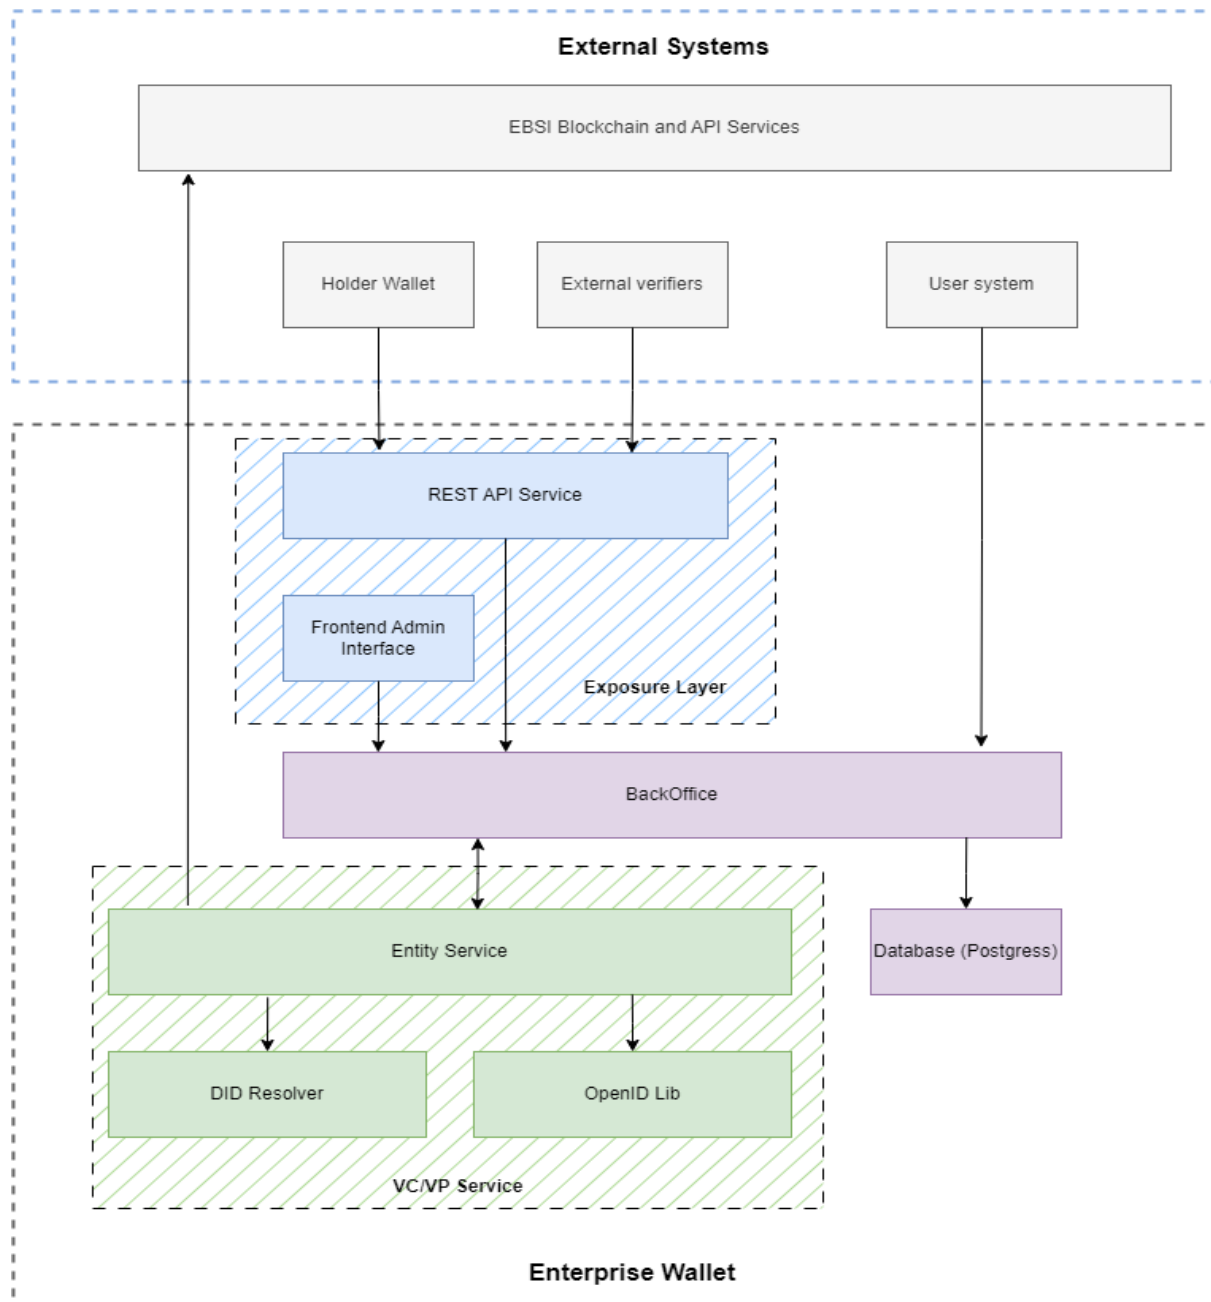 External Systems
EBSI Blockchain and API Services
Holder Wallet
External verifiers
User system
REST API Service
Frontend Admin
Interface
Exposure Layer
BackOffice
Entity Service
Database (Postgress)
DID Resolver
OpenID Lib
VC/VP Service
Enterprise Wallet